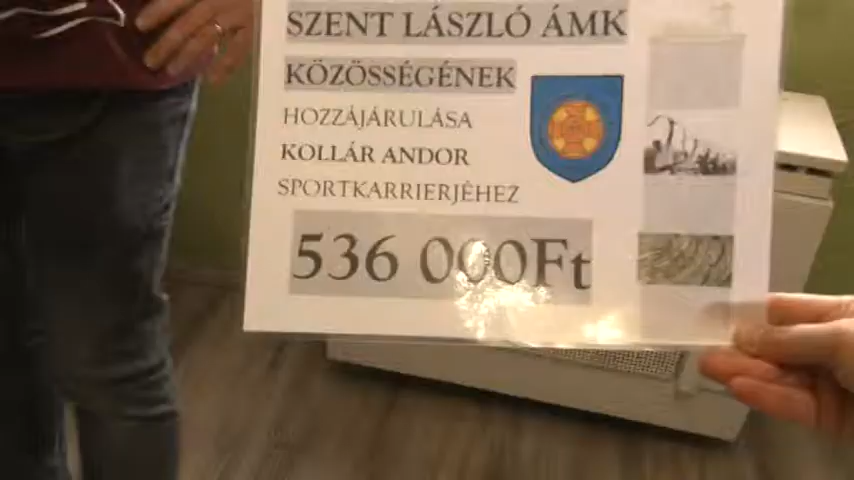 SZENT LÁSZLÓ ÁMK
KÖZÖSSÉGÉNEK
HOZZÁJÁRULÁSA
KOLLÁR ANDOR
SPORTKARRIERJÉHEZ
536 000Ft